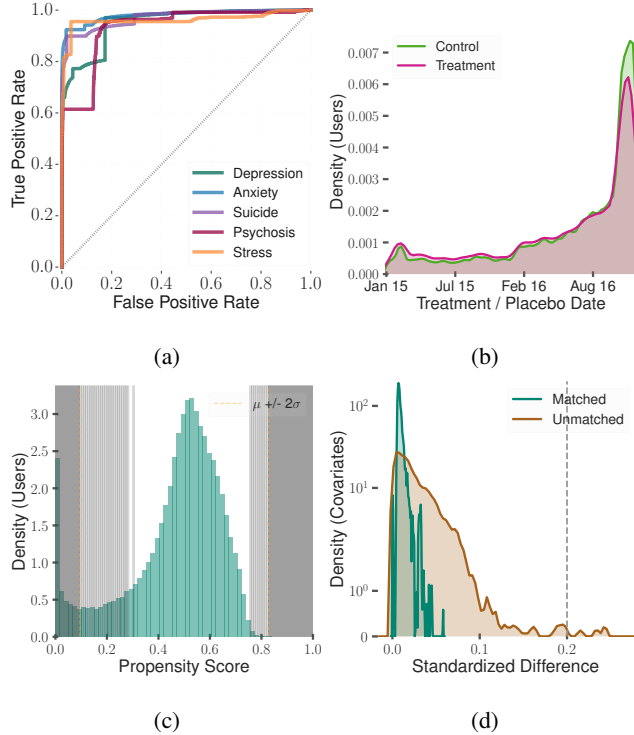 1.0
0.8
0.6
0.4
0.2
0.0
True Positive Rate
Depression
Anxiety
Suicide
Psychosis
Stress
0.0 0.2 0.4 0.6 0.8 1.0
False Positive Rate
(a)
0.007
0.006
0.005
0.004
0.003
0.002
0.001
0.000
Density (Users)
Control
Treatment
Jan 15 Jul 15 Feb 16 Aug 16
Treatment / Placebo Date
(b)
3.0
2.5
2.0
1.5
1.0
0.5
0.0
Density (Users)
μ +/- 2σ
0.0 0.2 0.4 0.6 0.8 1.0
Propensity Score
(c)
10²
10¹
10⁰
0
Density (Covariates)
Matched
Unmatched
0.0 0.1 0.2
Standardized Difference
(d)